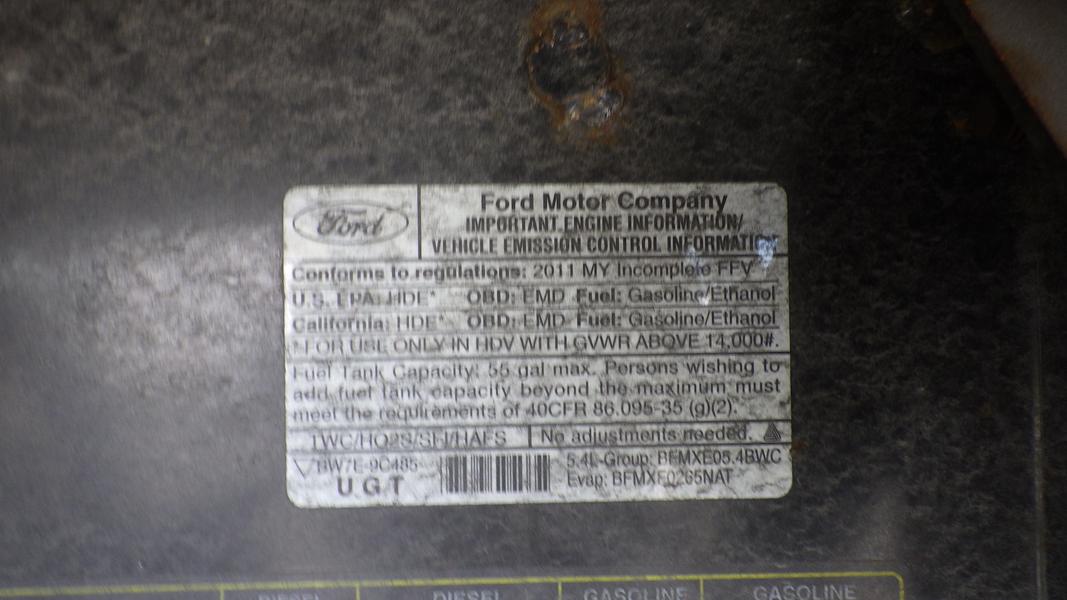 Ford
Ford Motor Company
IMPORTANT ENGINE INFORMATION/
VEHICLE EMISSION CONTROL INFORMATION
Conforms to regulations: 2011 MY Incomplete FFV
U.S. EPA: HDE* OBD: EMD Fuel: Gasoline/Ethanol
California: HDE* OBD: EMD Fuel: Gasoline/Ethanol
*FOR USE ONLY IN HDV WITH GVWR ABOVE 14,000#.
Fuel Tank Capacity: 55 gal max. Persons wishing to
add fuel tank capacity beyond the maximum must
meet the requirements of 40CFR 86.095-35 (g)(2).
TWC/HO2S/SFI/HAFS No adjustments needed.
BW7E-9C485-
UGT
5.4L-Group: BFMXE05.4BWC
Evap: BFMXF0265NAT
DIESEL DIESEL GASOLINE GASOLINE